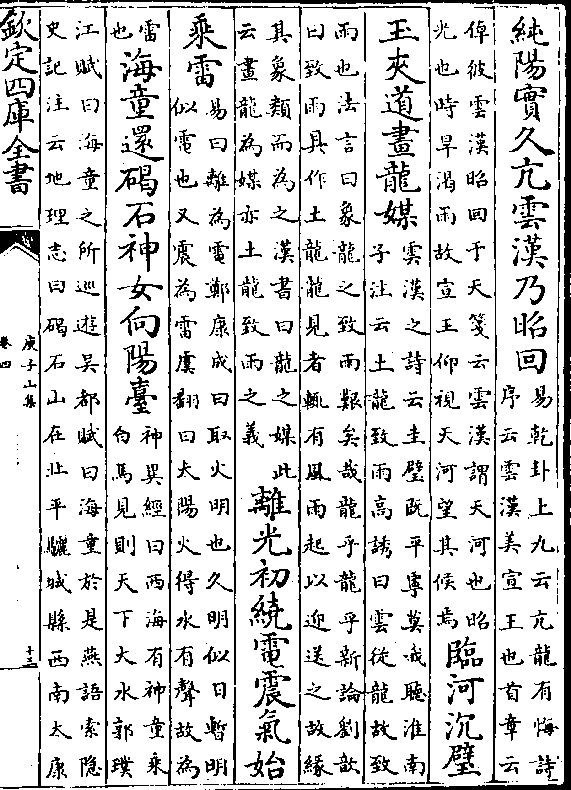 純陽實久亢雲漢乃昭回
易乾卦上九云亢龍有悔詩
序云雲漢美宣王也首章云
倬彼雲漢昭回于天箋云雲漢謂天河也昭
光也時旱渴雨故宣王仰視天河望其候焉
臨河沉璧
玉夾道畫龍媒
雲漢之詩云圭璧既平寧莫我聽淮南
子注云土龍致雨高誘曰雲從龍故致
雨也法言曰象龍之致雨艱矣哉龍乎龍乎新論劉歆
曰致雨具作土龍龍見者輒有風雨起以迎送之故緣
其象類而為之漢書曰龍之媒此
云畫龍為媒亦土龍致雨之義
離光初繞電震氣始
乘雷
易曰離為電鄭康成曰取火明也久明似日暫明
似電也又震為雷虞翻曰太陽火得水有聲故為
雷
也
海童還碣石神女向陽臺
神異經曰西海有神童乘
白馬見則天下大水郭璞
江賦曰海童之所巡遊吳都賦曰海童於是燕語索隐
史記注云地理志曰碣石山在北平驪城縣西南太康
欽定四庫全書
庾子山集
卷四
十三